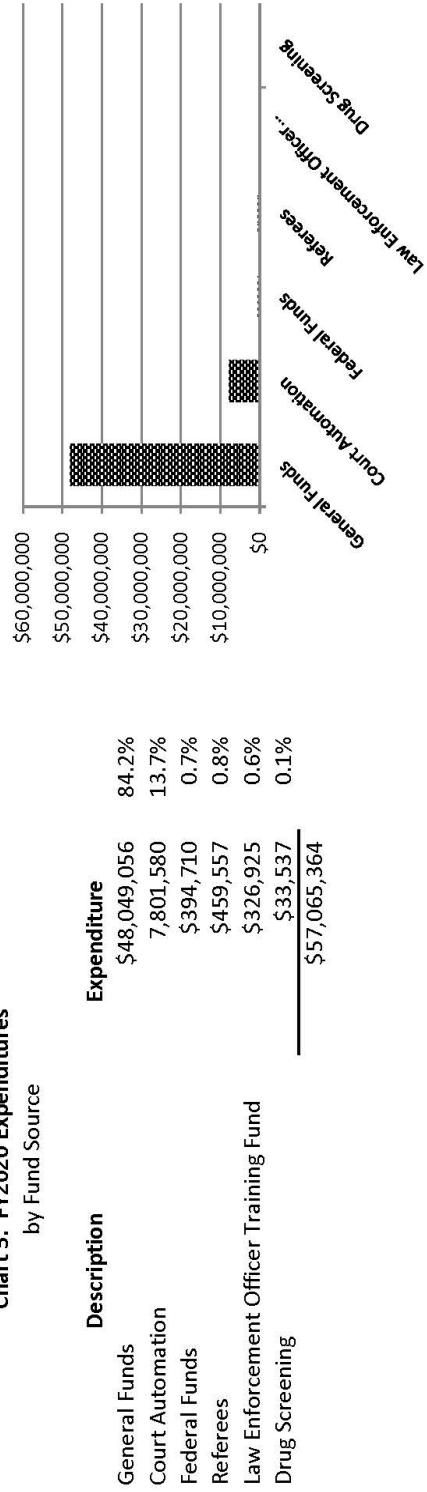 Chart 3: FY2020 Expenditures
by Fund Source
Description Expenditure
General Funds $48,049,056 84.2%
Court Automation 7,801,580 13.7%
Federal Funds $394,710 0.7%
Referees $459,557 0.8%
Law Enforcement Officer Training Fund $326,925 0.6%
Drug Screening $33,537 0.1%
$57,065,364
$60,000,000
$50,000,000
$40,000,000
$30,000,000
$20,000,000
$10,000,000
$0
General Funds
Court Automation
Federal Funds
Referees
Law Enforcement Officer...
Drug Screening